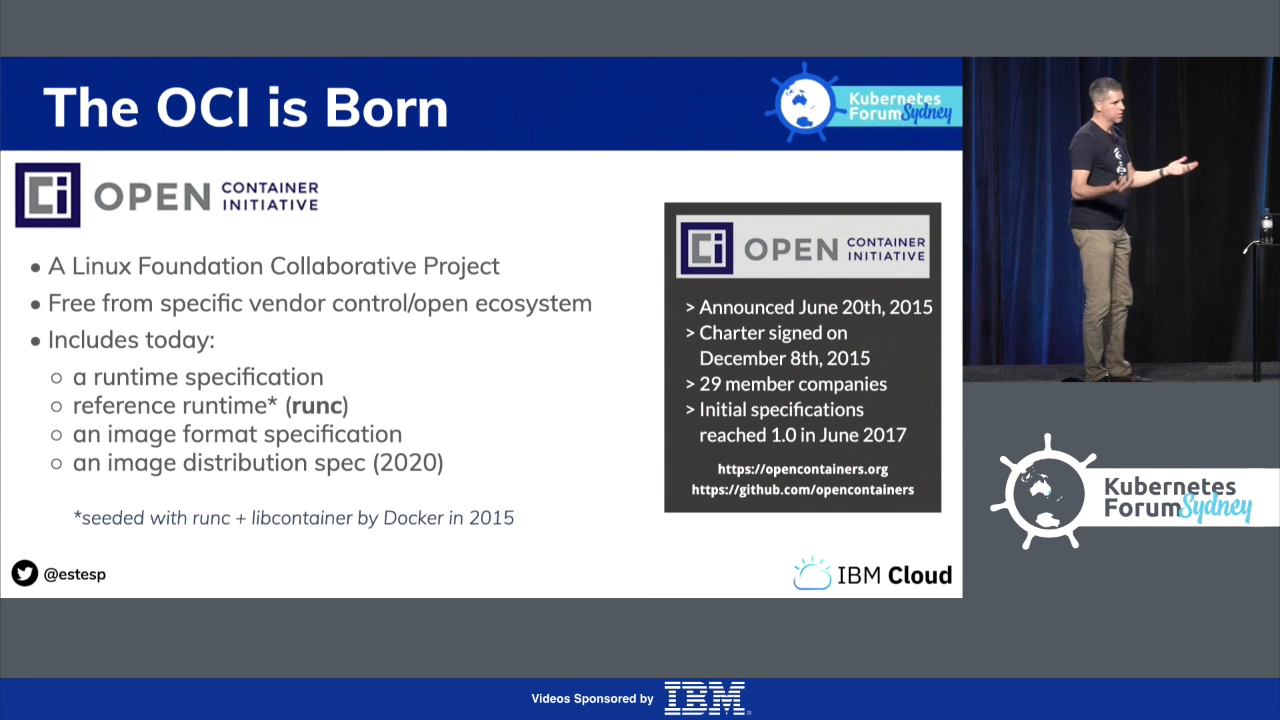 The OCI is Born
Kubernetes
Forum Sydney
Ci OPEN CONTAINER
INITIATIVE
• A Linux Foundation Collaborative Project
• Free from specific vendor control/open ecosystem
• Includes today:
○ a runtime specification
○ reference runtime* (runc)
○ an image format specification
○ an image distribution spec (2020)
*seeded with runc + libcontainer by Docker in 2015
Ci OPEN CONTAINER
INITIATIVE
> Announced June 20th, 2015
> Charter signed on
December 8th, 2015
> 29 member companies
> Initial specifications
reached 1.0 in June 2017
https://opencontainers.org
https://github.com/opencontainers
@estesp
IBM Cloud
Kubernetes
Forum Sydney
Videos Sponsored by IBM